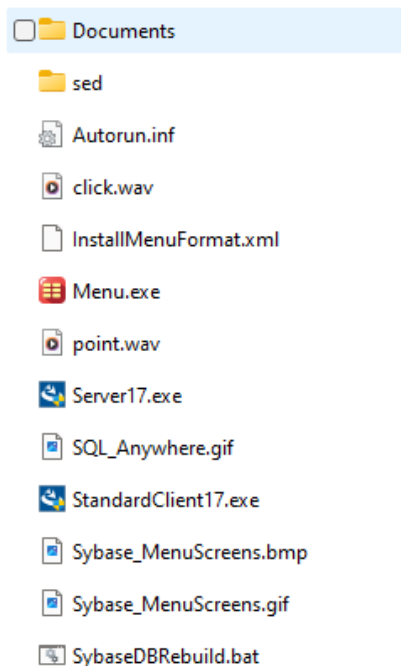 Documents
sed
Autorun.inf
click.wav
InstallMenuFormat.xml
Menu.exe
point.wav
Server17.exe
SQL_Anywhere.gif
StandardClient17.exe
Sybase_MenuScreens.bmp
Sybase_MenuScreens.gif
SybaseDBRebuild.bat